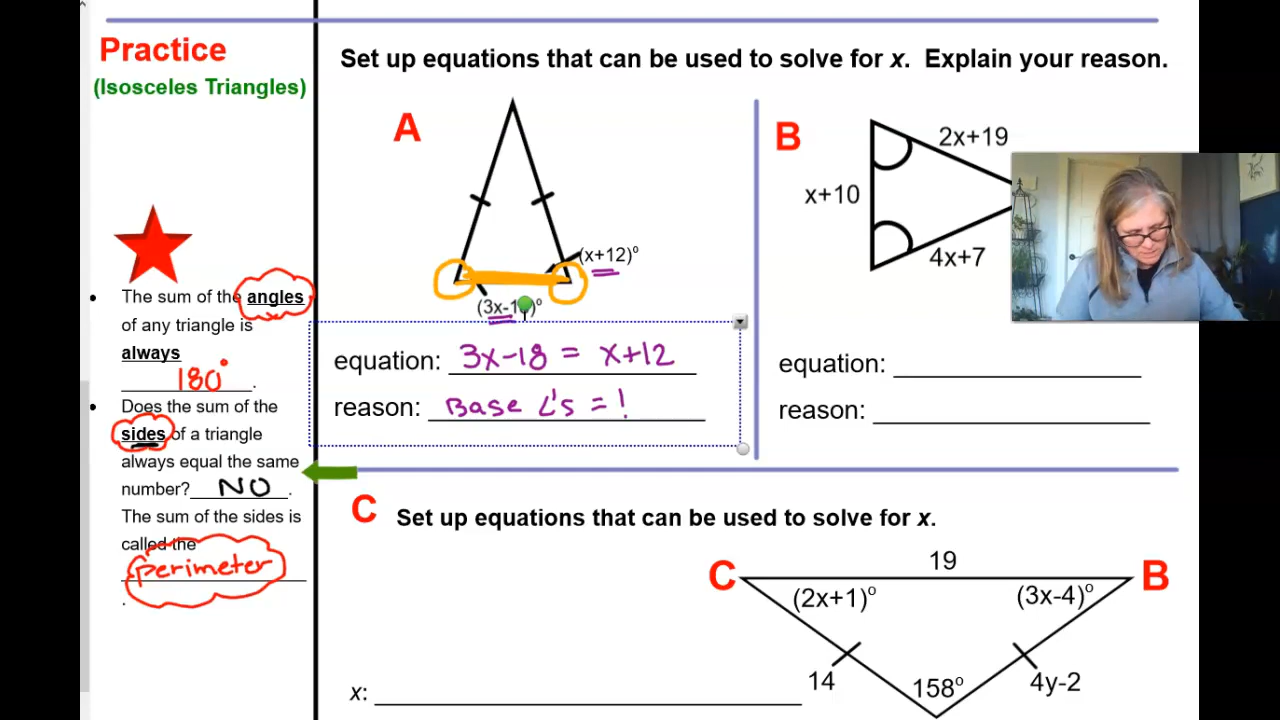 Practice
(Isosceles Triangles)
The sum of the angles
of any triangle is
always
180°.
Does the sum of the
sides of a triangle
always equal the same
number? NO.
The sum of the sides is
called the
perimeter
.
Set up equations that can be used to solve for x. Explain your reason.
A
(x+12)º
(3x-1 )º
equation: 3x-18 = x+12
reason: Base ∠'s = !
B
2x+19
x+10
4x+7
equation:
reason:
C Set up equations that can be used to solve for x.
19
C
B
(2x+1)º
(3x-4)º
14
158º
4y-2
x: